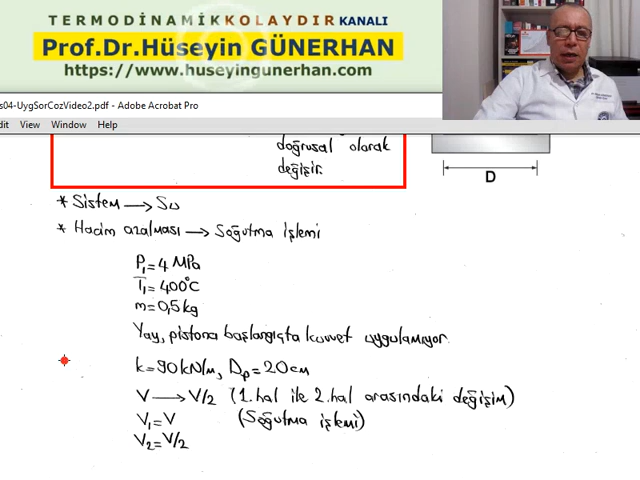 TERMODİNAMİKKOLAYDIR KANALI
Prof.Dr.Hüseyin GÜNERHAN
https://www.huseyingunerhan.com
s04-UygSorCozVideo2.pdf - Adobe Acrobat Pro
dit View Window Help
doğrusal olarak
değişir.
D
* Sistem → Su
* Hacim azalması → Soğutma işlemi
P₁=4 MPa
T₁=400°C
m=0,5 kg
Yay, pistona başlangıçta kuvvet uygulamıyor.
k=90 kN/m, Dₚ=20cm
V → V/2 (1.hal ile 2.hal arasındaki değişim)
V₁=V (Soğutma işlemi)
V₂=V/2